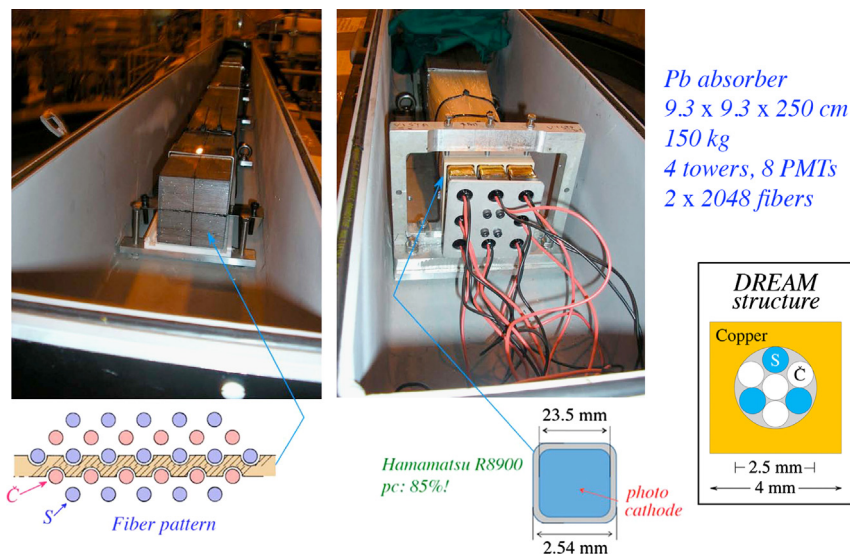 Pb absorber
9.3 x 9.3 x 250 cm
150 kg
4 towers, 8 PMTs
2 x 2048 fibers
DREAM
structure
Copper
S
Č
2.5 mm
4 mm
23.5 mm
Hamamatsu R8900
pc: 85%!
photo
cathode
2.54 mm
Č
S
Fiber pattern